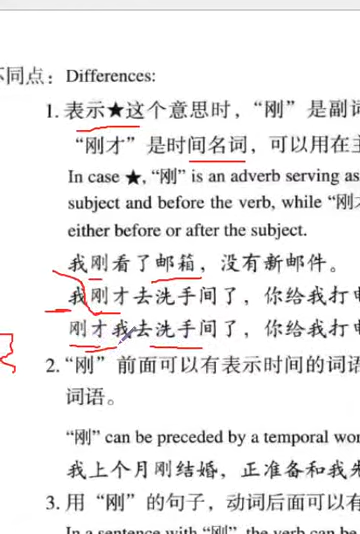 不同点：Differences:
1. 表示★这个意思时，“刚”是副词
“刚才”是时间名词，可以用在主
In case ★, “刚” is an adverb serving as
subject and before the verb, while “刚才
either before or after the subject.
我刚看了邮箱，没有新邮件。
我刚才去洗手间了，你给我打电
刚才我去洗手间了，你给我打电
2. “刚”前面可以有表示时间的词语
词语。
“刚” can be preceded by a temporal wor
我上个月刚结婚，正准备和我先
3. 用“刚”的句子，动词后面可以有
In a sentence with “刚”, the verb can be